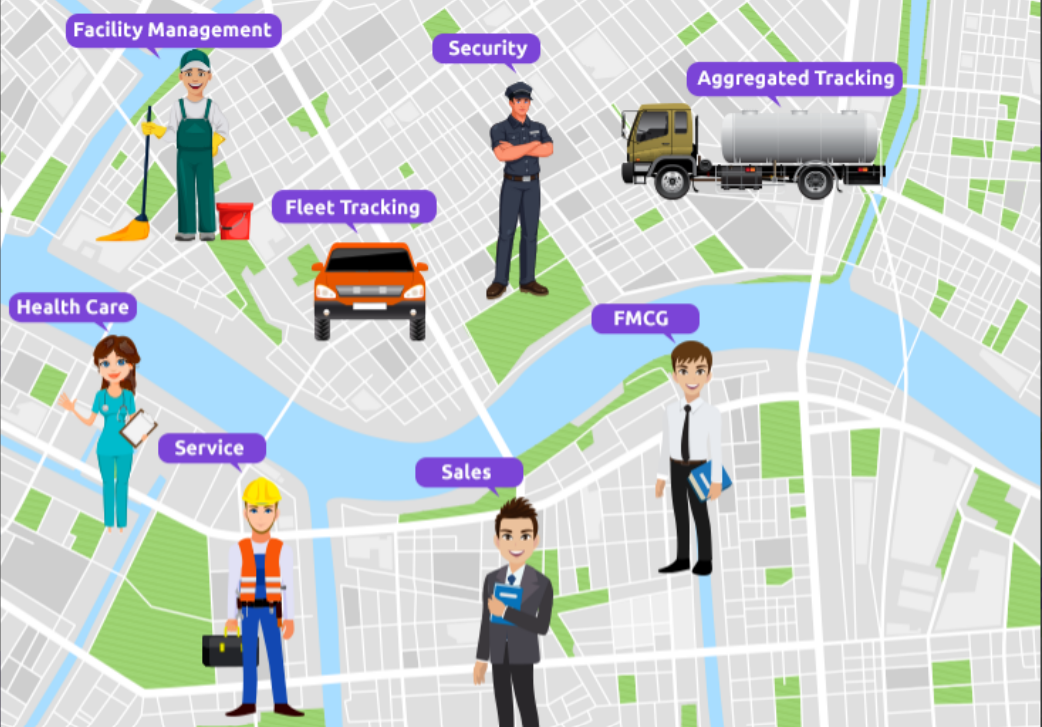 Facility Management
Security
Aggregated Tracking
Fleet Tracking
Health Care
FMCG
Service
Sales